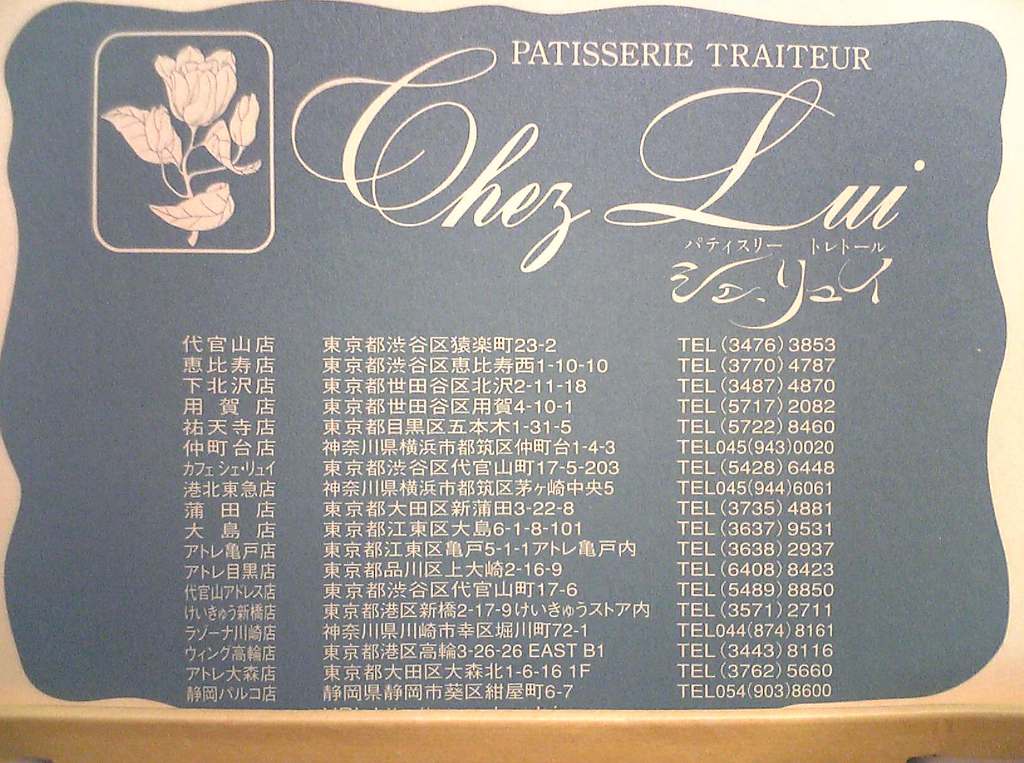 PATISSERIE TRAITEUR
Chez Lui
パティスリー トレトール
シェ・リュイ
代官山店 東京都渋谷区猿楽町23-2 TEL(3476)3853
恵比寿店 東京都渋谷区恵比寿西1-10-10 TEL(3770)4787
下北沢店 東京都世田谷区北沢2-11-18 TEL(3487)4870
用賀店 東京都世田谷区用賀4-10-1 TEL(5717)2082
祐天寺店 東京都目黒区五本木1-31-5 TEL(5722)8460
仲町台店 神奈川県横浜市都筑区仲町台1-4-3 TEL045(943)0020
カフェ シェ・リュイ 東京都渋谷区代官山町17-5-203 TEL(5428)6448
港北東急店 神奈川県横浜市都筑区茅ヶ崎中央5 TEL045(944)6061
蒲田店 東京都大田区新蒲田3-22-8 TEL(3735)4881
大島店 東京都江東区大島6-1-8-101 TEL(3637)9531
アトレ亀戸店 東京都江東区亀戸5-1-1アトレ亀戸内 TEL(3638)2937
アトレ目黒店 東京都品川区上大崎2-16-9 TEL(6408)8423
代官山アドレス店 東京都渋谷区代官山町17-6 TEL(5489)8850
けいきゅう新橋店 東京都港区新橋2-17-9けいきゅうストア内 TEL(3571)2711
ラゾーナ川崎店 神奈川県川崎市幸区堀川町72-1 TEL044(874)8161
ウィング高輪店 東京都港区高輪3-26-26 EAST B1 TEL(3443)8116
アトレ大森店 東京都大田区大森北1-6-16 1F TEL(3762)5660
静岡パルコ店 静岡県静岡市葵区紺屋町6-7 TEL054(903)8600